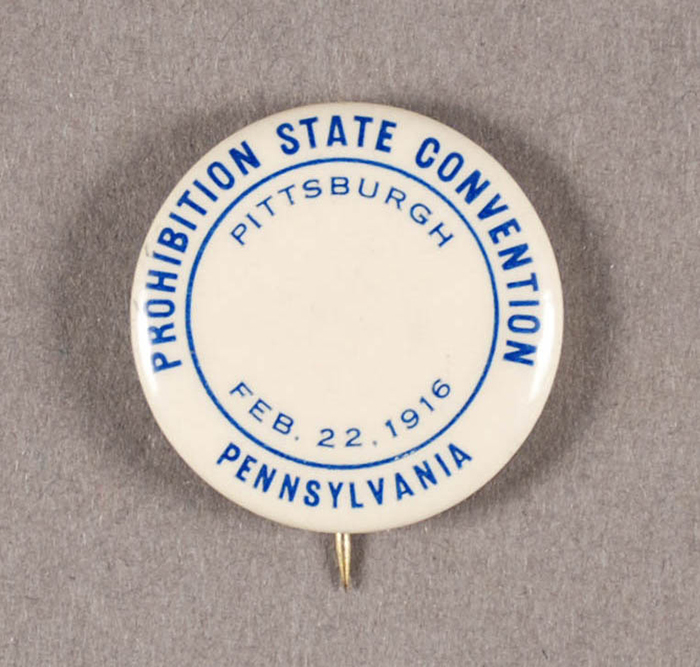 PROHIBITION STATE CONVENTION
PITTSBURGH
FEB. 22, 1916
PENNSYLVANIA